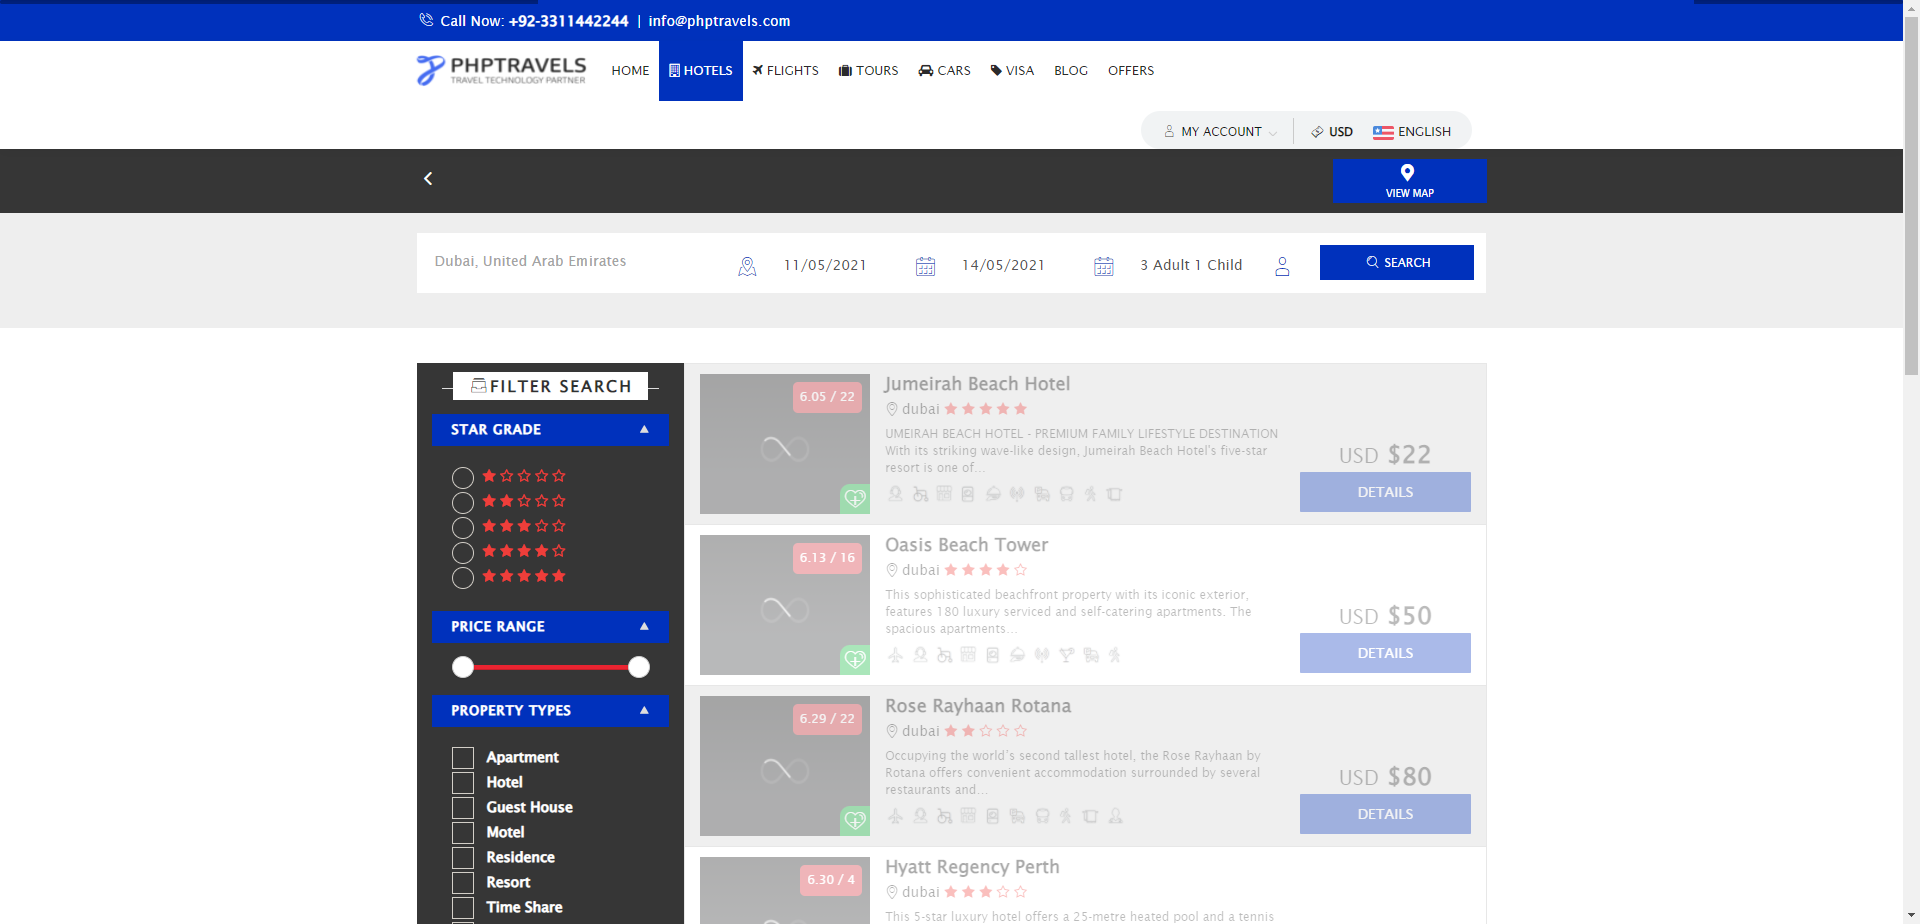 Call Now: +92-3311442244 | info@phptravels.com
PHPTRAVELS
TRAVEL TECHNOLOGY PARTNER
HOME HOTELS FLIGHTS TOURS CARS VISA BLOG OFFERS
MY ACCOUNT USD ENGLISH
VIEW MAP
Dubai, United Arab Emirates 11/05/2021 14/05/2021 3 Adult 1 Child SEARCH
FILTER SEARCH
STAR GRADE
PRICE RANGE
PROPERTY TYPES
Apartment
Hotel
Guest House
Motel
Residence
Resort
Time Share
6.05 / 22
Jumeirah Beach Hotel
dubai
UMEIRAH BEACH HOTEL - PREMIUM FAMILY LIFESTYLE DESTINATION
With its striking wave-like design, Jumeirah Beach Hotel's five-star
resort is one of...
USD $22
DETAILS
6.13 / 16
Oasis Beach Tower
dubai
This sophisticated beachfront property with its iconic exterior,
features 180 luxury serviced and self-catering apartments. The
spacious apartments...
USD $50
DETAILS
6.29 / 22
Rose Rayhaan Rotana
dubai
Occupying the world's second tallest hotel, the Rose Rayhaan by
Rotana offers convenient accommodation surrounded by several
restaurants and...
USD $80
DETAILS
6.30 / 4
Hyatt Regency Perth
dubai
This 5-star luxury hotel offers a 25-metre heated pool and a tennis